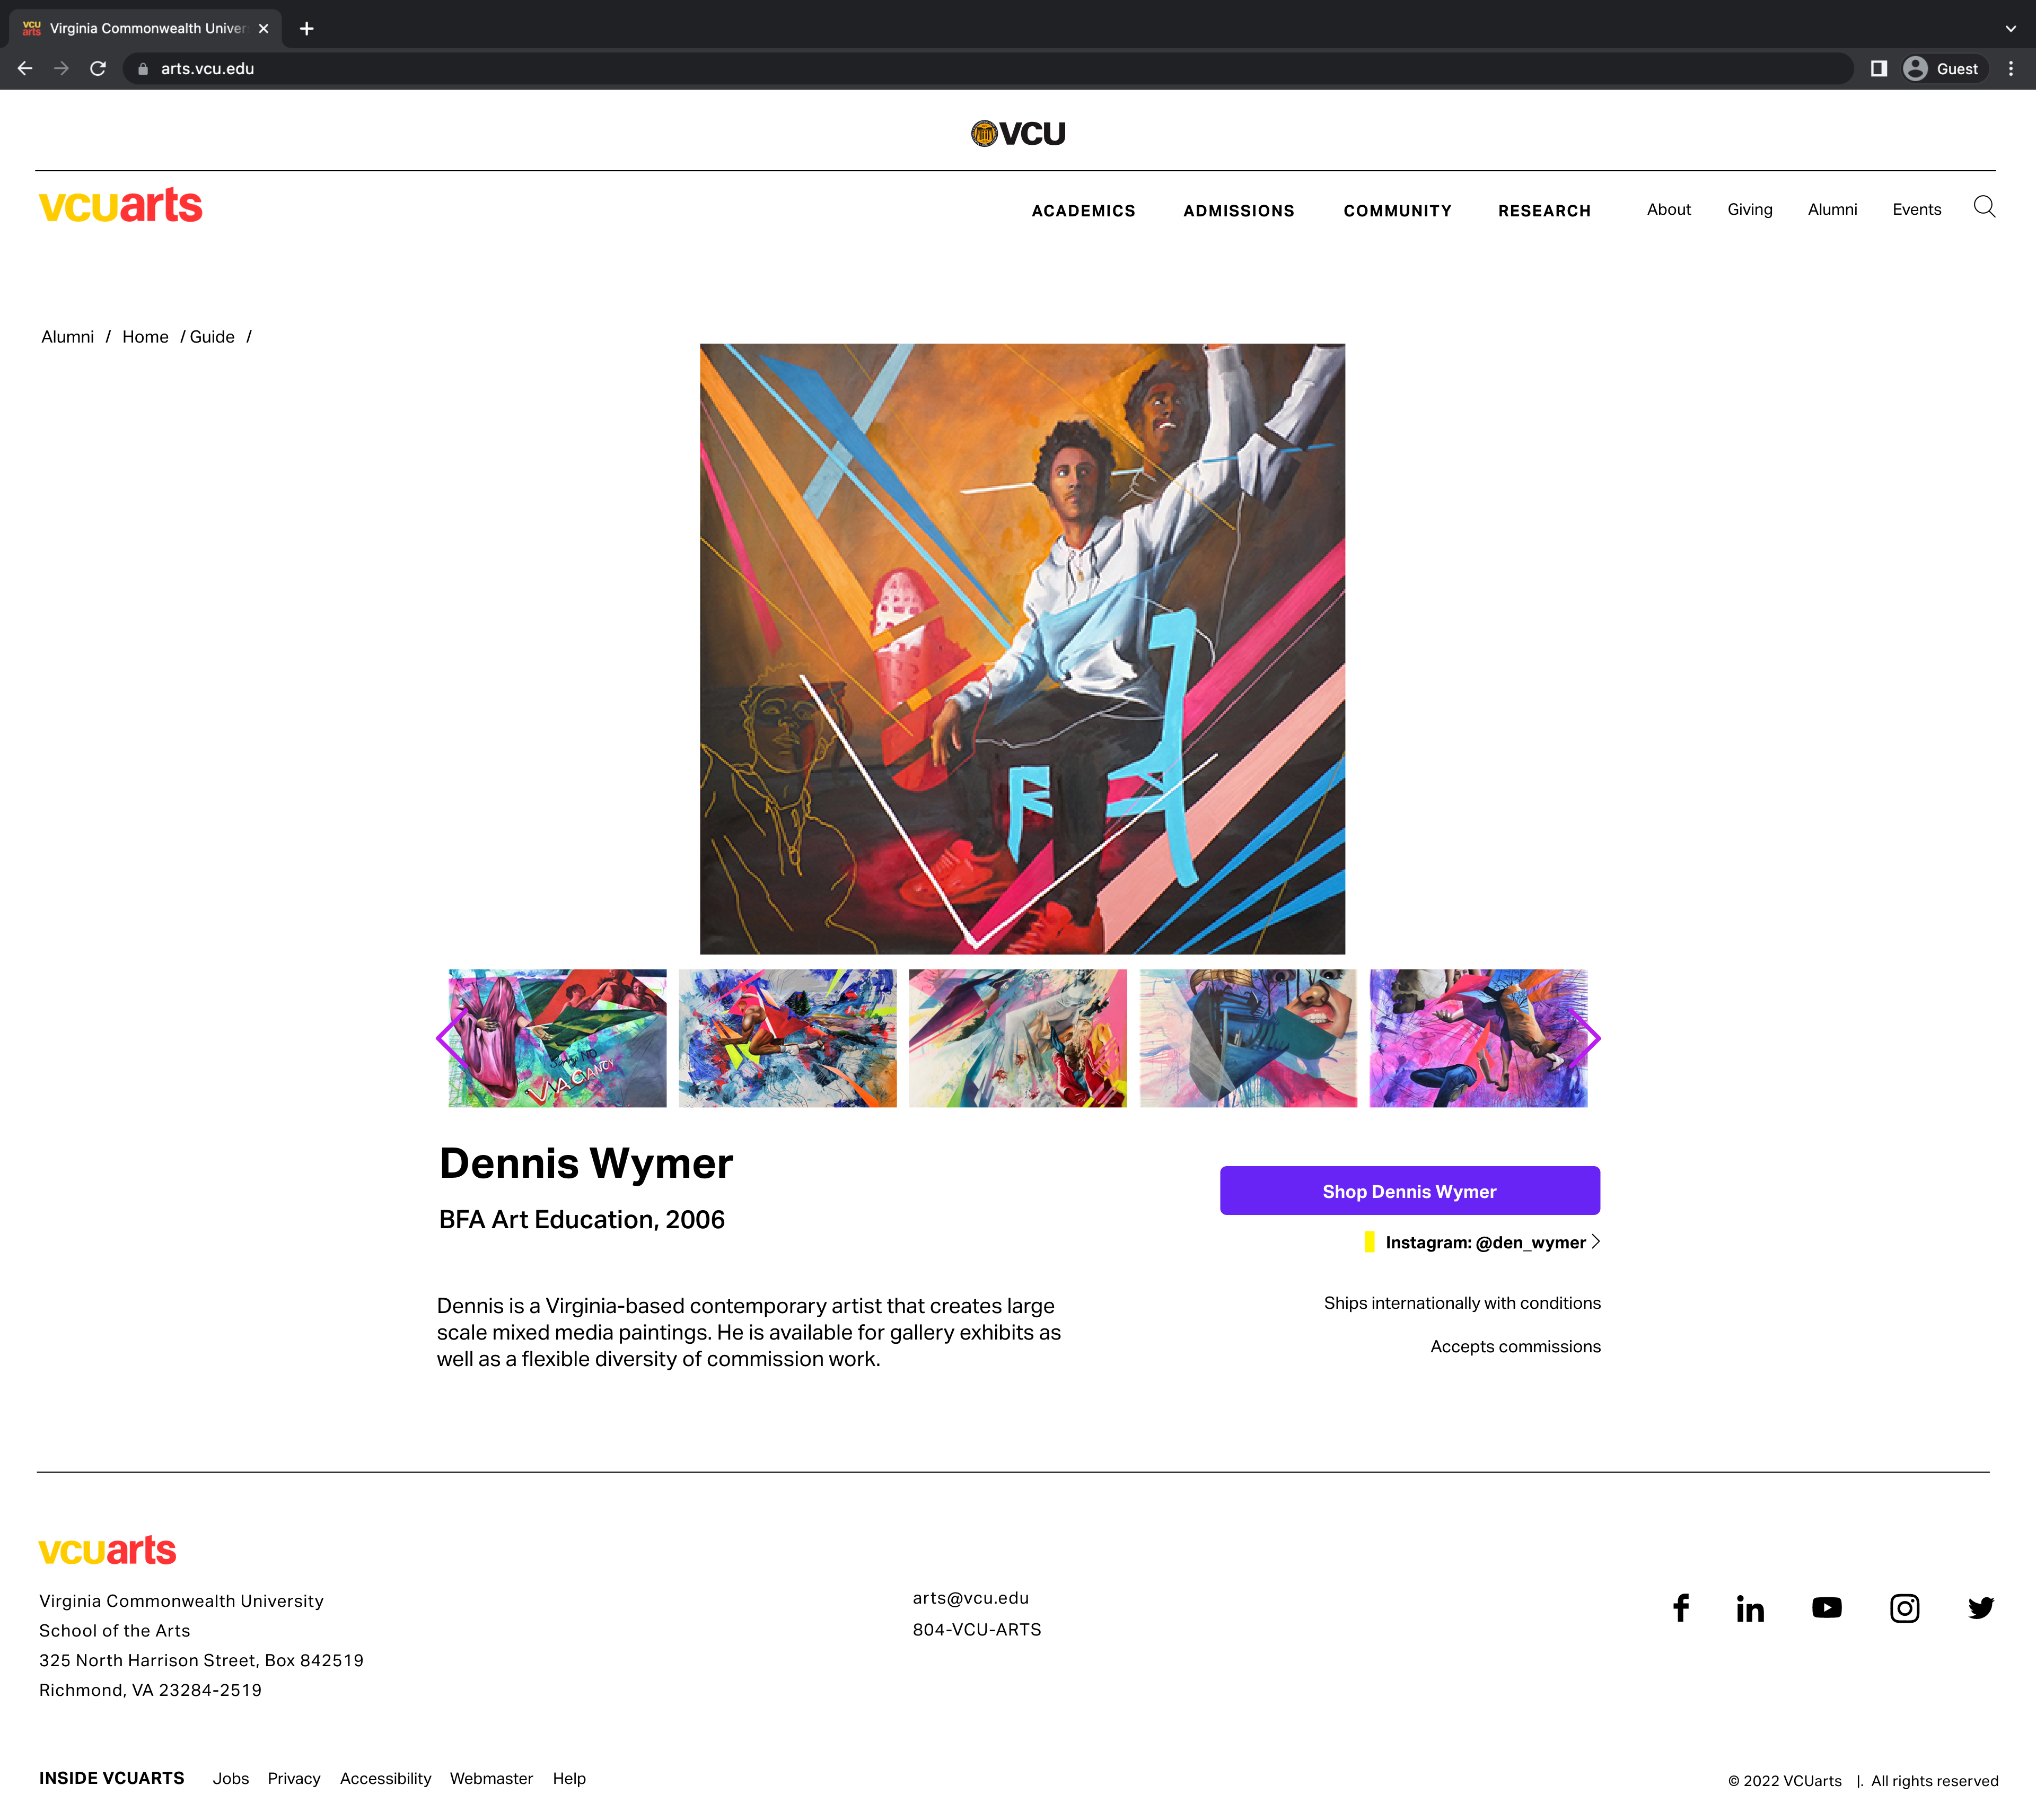 vcu arts
Virginia Commonwealth Univer
arts.vcu.edu
Guest
VCU
vcuarts
ACADEMICS ADMISSIONS COMMUNITY RESEARCH About Giving Alumni Events
Alumni / Home / Guide /
VACANCY
Dennis Wymer
Shop Dennis Wymer
BFA Art Education, 2006
Instagram: @den_wymer
Dennis is a Virginia-based contemporary artist that creates large
scale mixed media paintings. He is available for gallery exhibits as
well as a flexible diversity of commission work.
Ships internationally with conditions
Accepts commissions
vcuarts
Virginia Commonwealth University
School of the Arts
325 North Harrison Street, Box 842519
Richmond, VA 23284-2519
arts@vcu.edu
804-VCU-ARTS
INSIDE VCUARTS Jobs Privacy Accessibility Webmaster Help
© 2022 VCUarts |. All rights reserved